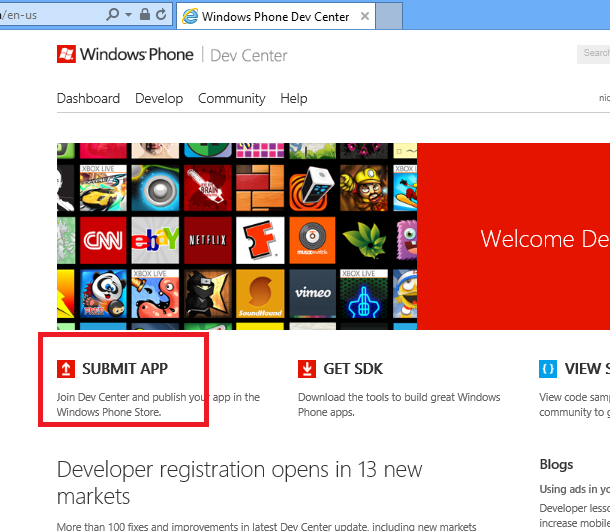 /en-us
Windows Phone Dev Center
Windows Phone Dev Center
Search
Dashboard Develop Community Help
nic
XBOX LIVE
XBOX LIVE
CNN
ebaY
NETFLIX
F
musicwitch
XBOX LIVE
XBOX LIVE
SoundHound
vimeo
Welcome De
SUBMIT APP
Join Dev Center and publish your app in the
Windows Phone Store.
GET SDK
Download the tools to build great Windows
Phone apps.
VIEW S
View code samp
community to g
Developer registration opens in 13 new
markets
More than 100 fixes and improvements in latest Dev Center update, including new markets
Blogs
Using ads in yo
Developer lesso
increase mobile